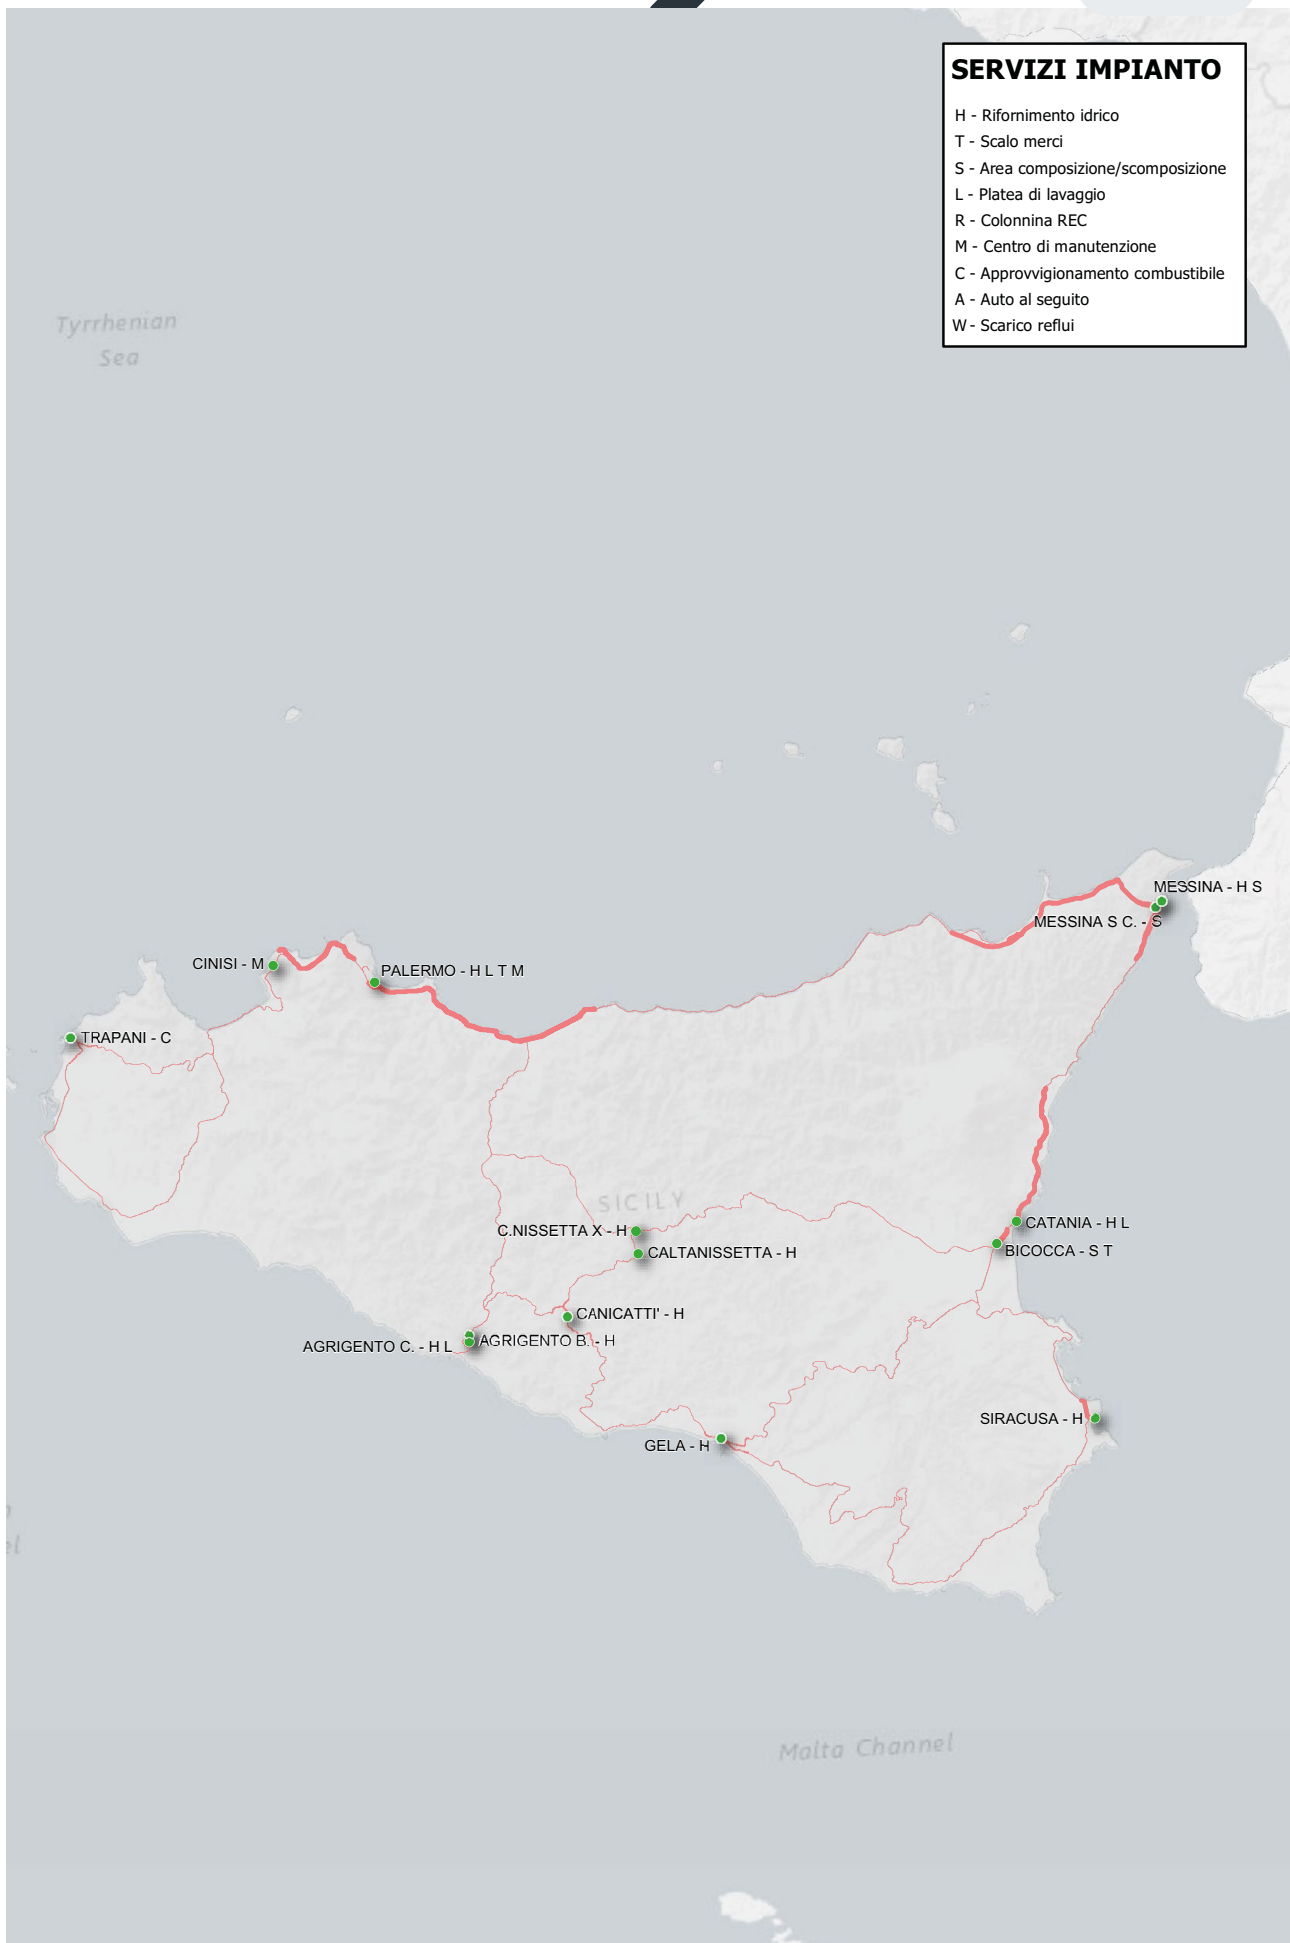 SERVIZI IMPIANTO
H - Rifornimento idrico
T - Scalo merci
S - Area composizione/scomposizione
L - Platea di lavaggio
R - Colonnina REC
M - Centro di manutenzione
C - Approvvigionamento combustibile
A - Auto al seguito
W - Scarico reflui
Tyrrhenian
Sea
MESSINA - H S
MESSINA S C. - S
CINISI - M
PALERMO - H L T M
TRAPANI - C
SICILY
C.NISSETTA X - H
CATANIA - H L
BICOCCA - S T
CALTANISSETTA - H
CANICATTI' - H
AGRIGENTO C. - H L
AGRIGENTO B. - H
SIRACUSA - H
GELA - H
Malta Channel